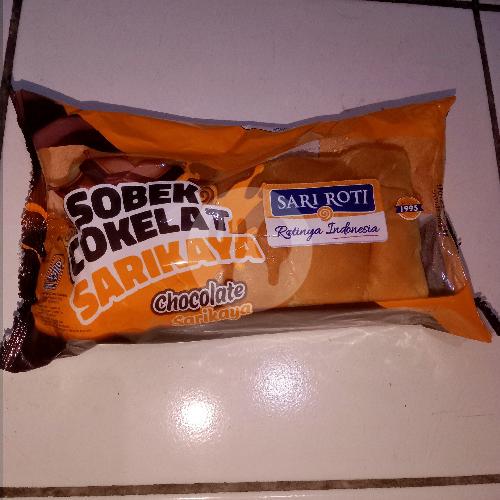 SOBEK
COKELAT
SARIKAYA
Chocolate
Sarikaya
SARI ROTI
Rotinya Indonesia
1995